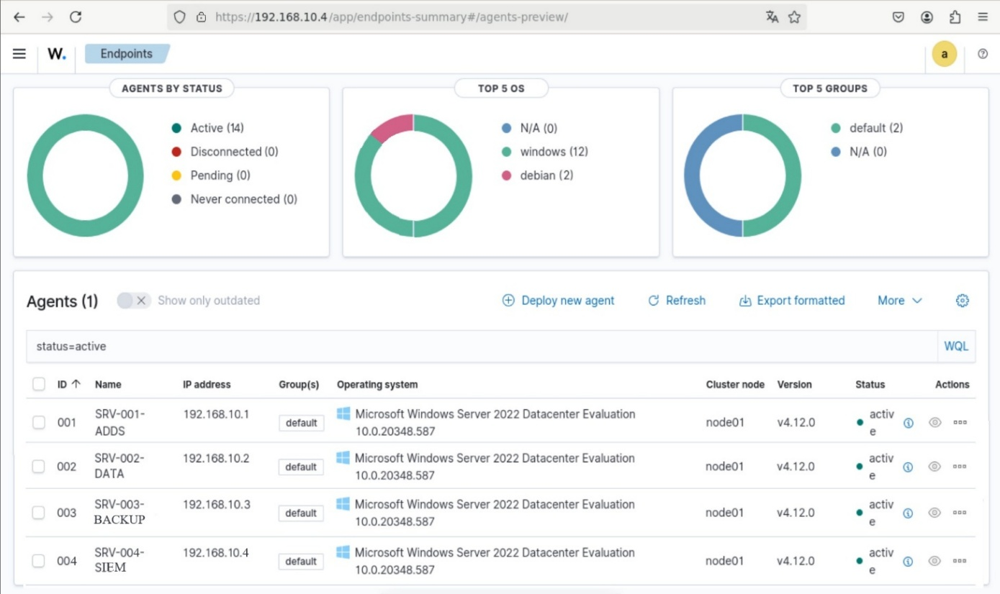 https://192.168.10.4/app/endpoints-summary#/agents-preview/
W. Endpoints a
AGENTS BY STATUS
Active (14)
Disconnected (0)
Pending (0)
Never connected (0)
TOP 5 OS
N/A (0)
windows (12)
debian (2)
TOP 5 GROUPS
default (2)
N/A (0)
Agents (1) Show only outdated Deploy new agent Refresh Export formatted More
status=active WQL
ID Name IP address Group(s) Operating system Cluster node Version Status Actions
001 SRV-001- 192.168.10.1 default Microsoft Windows Server 2022 Datacenter Evaluation node01 v4.12.0 activ
ADDS 10.0.20348.587 e
002 SRV-002- 192.168.10.2 default Microsoft Windows Server 2022 Datacenter Evaluation node01 v4.12.0 activ
DATA 10.0.20348.587 e
003 SRV-003- 192.168.10.3 default Microsoft Windows Server 2022 Datacenter Evaluation node01 v4.12.0 activ
BACKUP 10.0.20348.587 e
004 SRV-004- 192.168.10.4 default Microsoft Windows Server 2022 Datacenter Evaluation node01 v4.12.0 activ
SIEM 10.0.20348.587 e